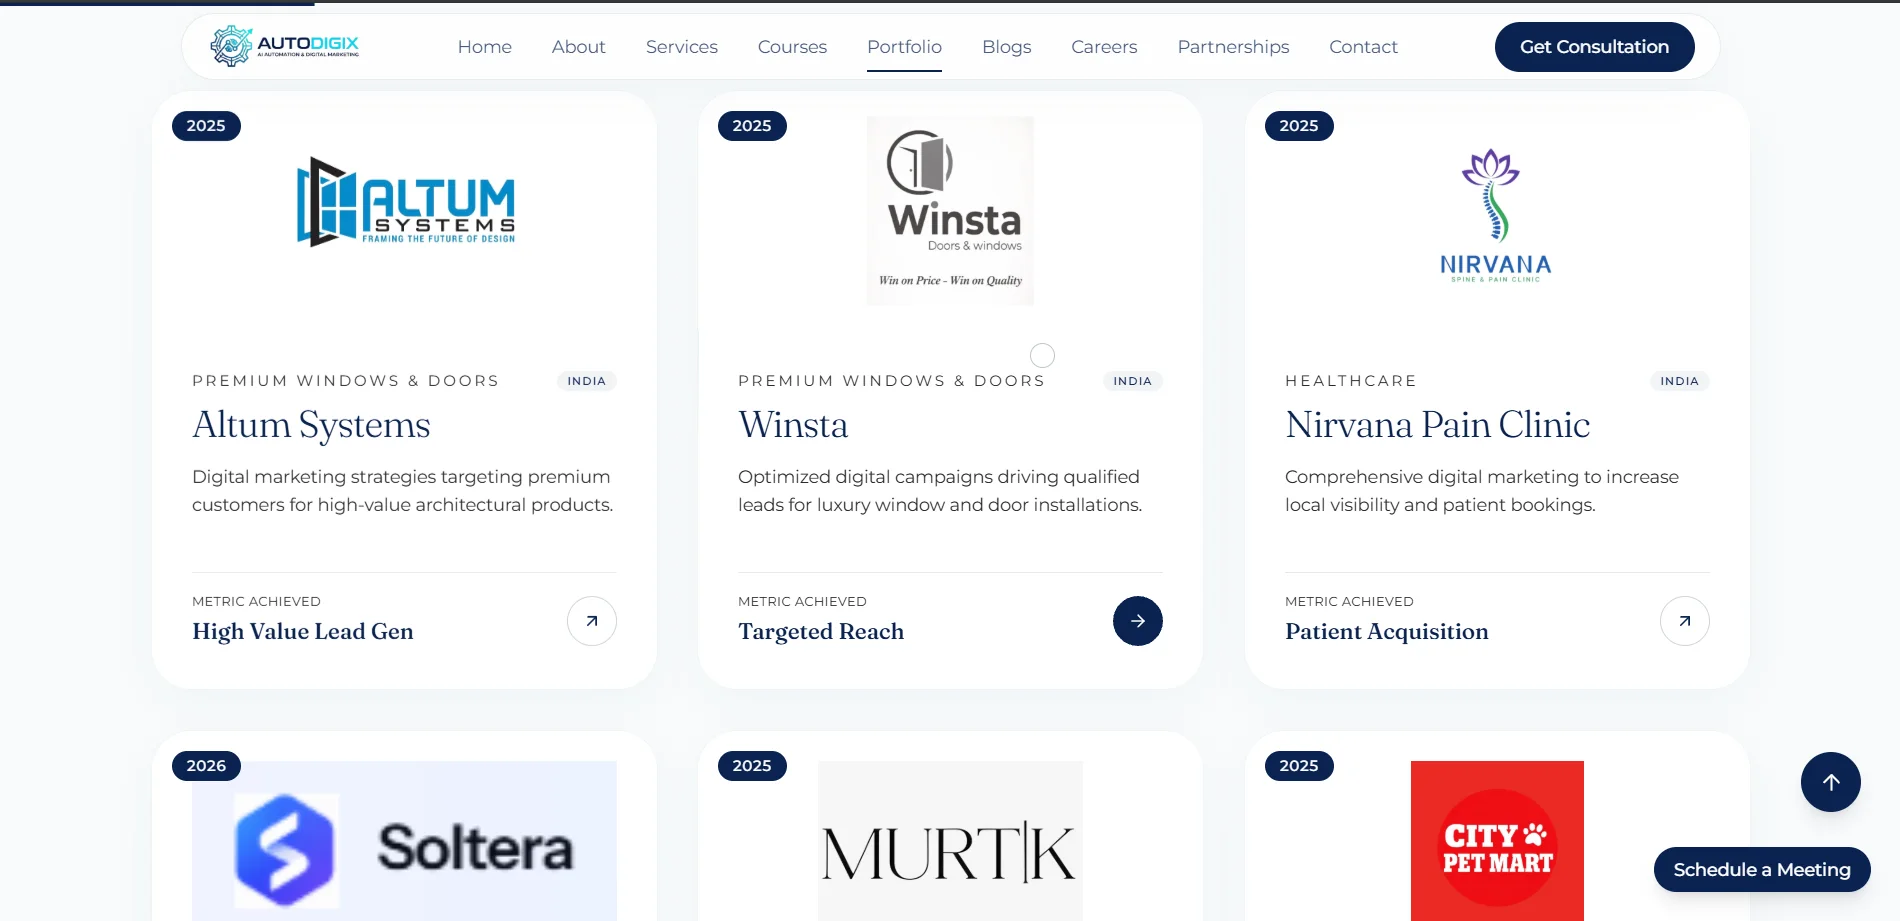 AUTODIGIX
AI AUTOMATION & DIGITAL MARKETING
Home
About
Services
Courses
Portfolio
Blogs
Careers
Partnerships
Contact
Get Consultation
2025
ALTUM
SYSTEMS
FRAMING THE FUTURE OF DESIGN
PREMIUM WINDOWS & DOORS
INDIA
Altum Systems
Digital marketing strategies targeting premium
customers for high-value architectural products.
METRIC ACHIEVED
High Value Lead Gen
2025
Winsta
Doors & windows
Win on Price - Win on Quality
PREMIUM WINDOWS & DOORS
INDIA
Winsta
Optimized digital campaigns driving qualified
leads for luxury window and door installations.
METRIC ACHIEVED
Targeted Reach
2025
NIRVANA
SPINE & PAIN CLINIC
HEALTHCARE
INDIA
Nirvana Pain Clinic
Comprehensive digital marketing to increase
local visibility and patient bookings.
METRIC ACHIEVED
Patient Acquisition
2026
Soltera
2025
MURTIK
2025
CITY
PET MART
Schedule a Meeting